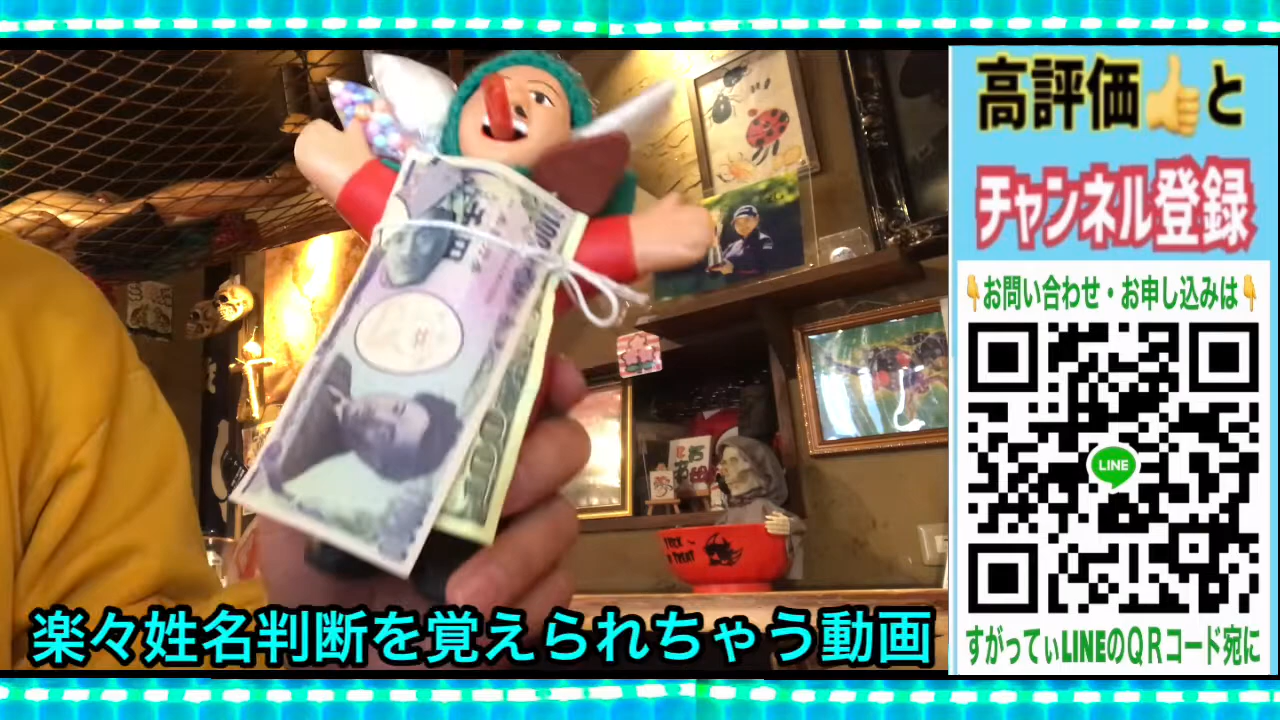 高評価👍と
チャンネル登録
👇お問い合わせ・お申し込みは👇
LINE
すがってぃLINEのQRコード宛に
楽々姓名判断を覚えられちゃう動画